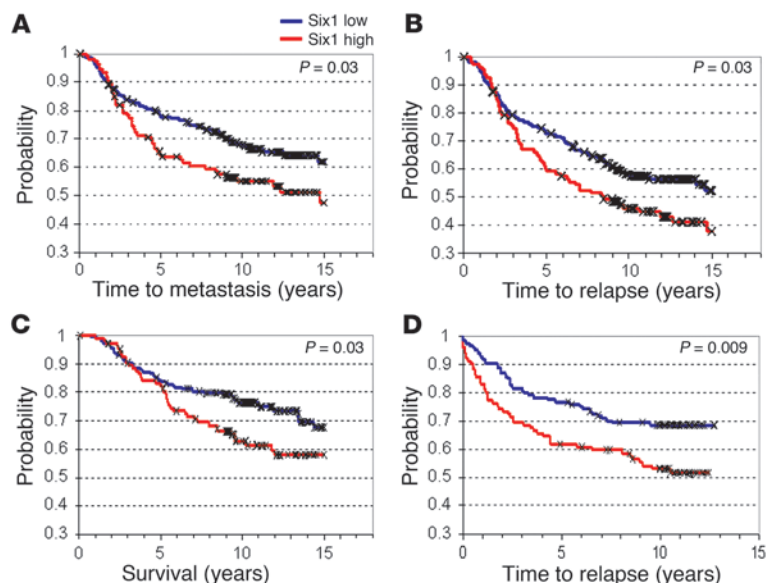 A
Six1 low
Six1 high
P = 0.03
Probability
1
0.9
0.8
0.7
0.6
0.5
0.4
0.3
0 5 10 15
Time to metastasis (years)
B
P = 0.03
Probability
1
0.9
0.8
0.7
0.6
0.5
0.4
0.3
0 5 10 15
Time to relapse (years)
C
P = 0.03
Probability
1
0.9
0.8
0.7
0.6
0.5
0.4
0.3
0 5 10 15
Survival (years)
D
P = 0.009
Probability
1
0.9
0.8
0.7
0.6
0.5
0.4
0.3
0 5 10 15
Time to relapse (years)